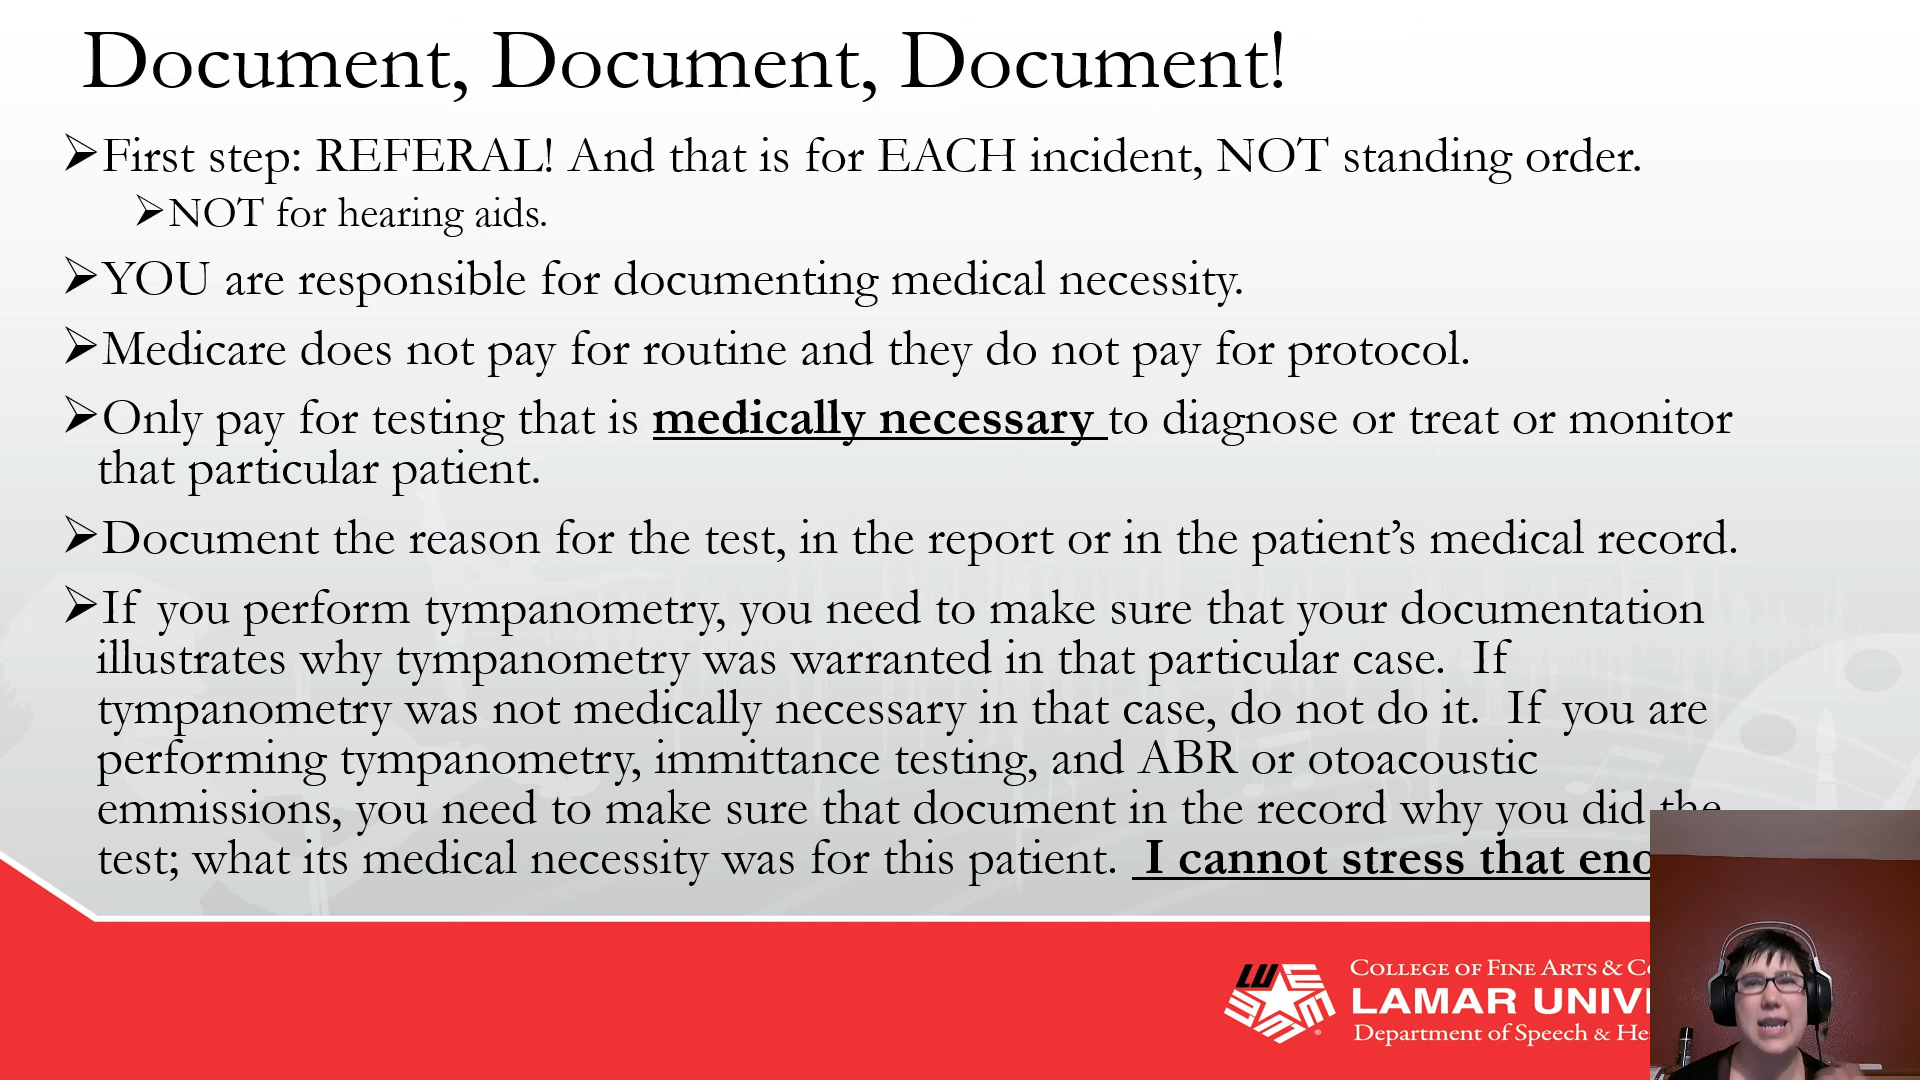 Document, Document, Document!
➢First step: REFERAL! And that is for EACH incident, NOT standing order.
➢NOT for hearing aids.
➢YOU are responsible for documenting medical necessity.
➢Medicare does not pay for routine and they do not pay for protocol.
➢Only pay for testing that is medically necessary to diagnose or treat or monitor
that particular patient.
➢Document the reason for the test, in the report or in the patient’s medical record.
➢If you perform tympanometry, you need to make sure that your documentation
illustrates why tympanometry was warranted in that particular case. If
tympanometry was not medically necessary in that case, do not do it. If you are
performing tympanometry, immittance testing, and ABR or otoacoustic
emmissions, you need to make sure that document in the record why you did the
test; what its medical necessity was for this patient. I cannot stress that
College of Fine Arts &
LAMAR
Department of Speech &